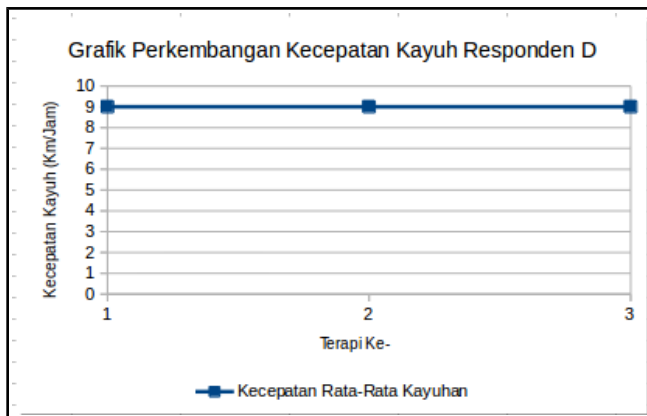 Grafik Perkembangan Kecepatan Kayuh Responden D
Kecepatan Kayuh (Km/Jam)
10
9
8
7
6
5
4
3
2
1
0
1 2 3
Terapi Ke-
Kecepatan Rata-Rata Kayuhan